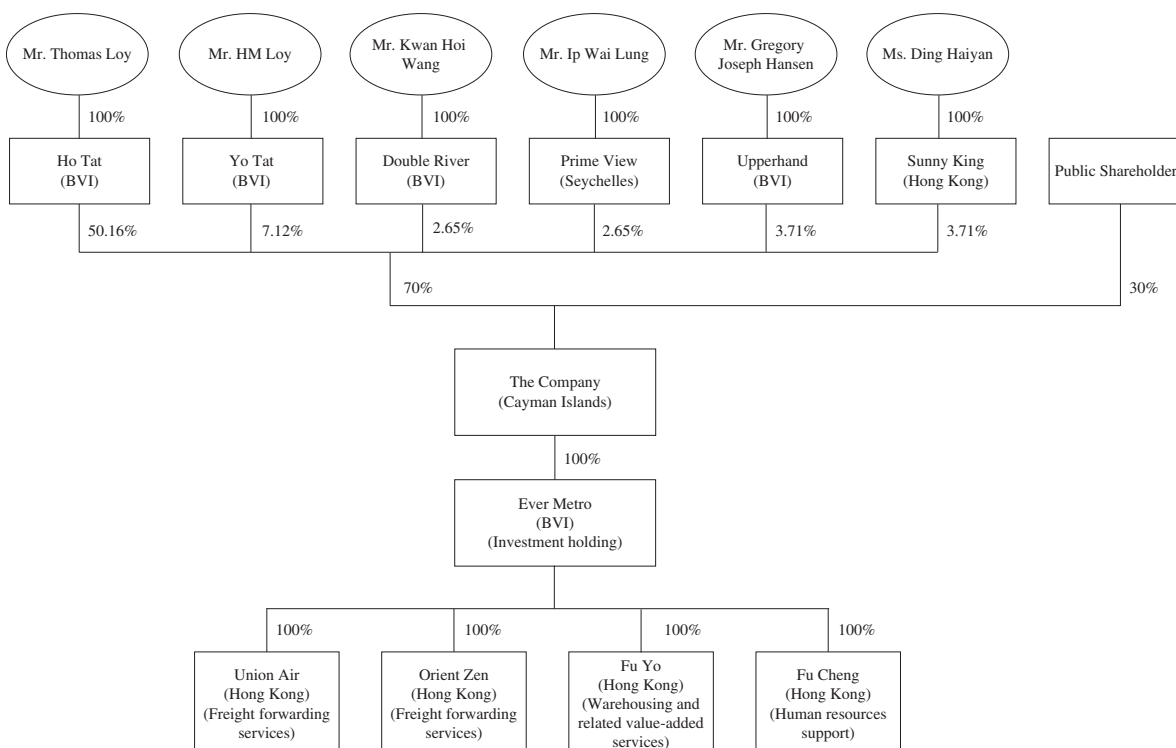 Mr. Thomas Loy
Mr. HM Loy
Mr. Kwan Hoi
Wang
Mr. Ip Wai Lung
Mr. Gregory
Joseph Hansen
Ms. Ding Haiyan
100%
100%
100%
100%
100%
100%
Ho Tat
(BVI)
Yo Tat
(BVI)
Double River
(BVI)
Prime View
(Seychelles)
Upperhand
(BVI)
Sunny King
(Hong Kong)
Public Shareholder
50.16%
7.12%
2.65%
2.65%
3.71%
3.71%
70%
30%
The Company
(Cayman Islands)
100%
Ever Metro
(BVI)
(Investment holding)
100%
100%
100%
100%
Union Air
(Hong Kong)
(Freight forwarding
services)
Orient Zen
(Hong Kong)
(Freight forwarding
services)
Fu Yo
(Hong Kong)
(Warehousing and
related value-added
services)
Fu Cheng
(Hong Kong)
(Human resources
support)